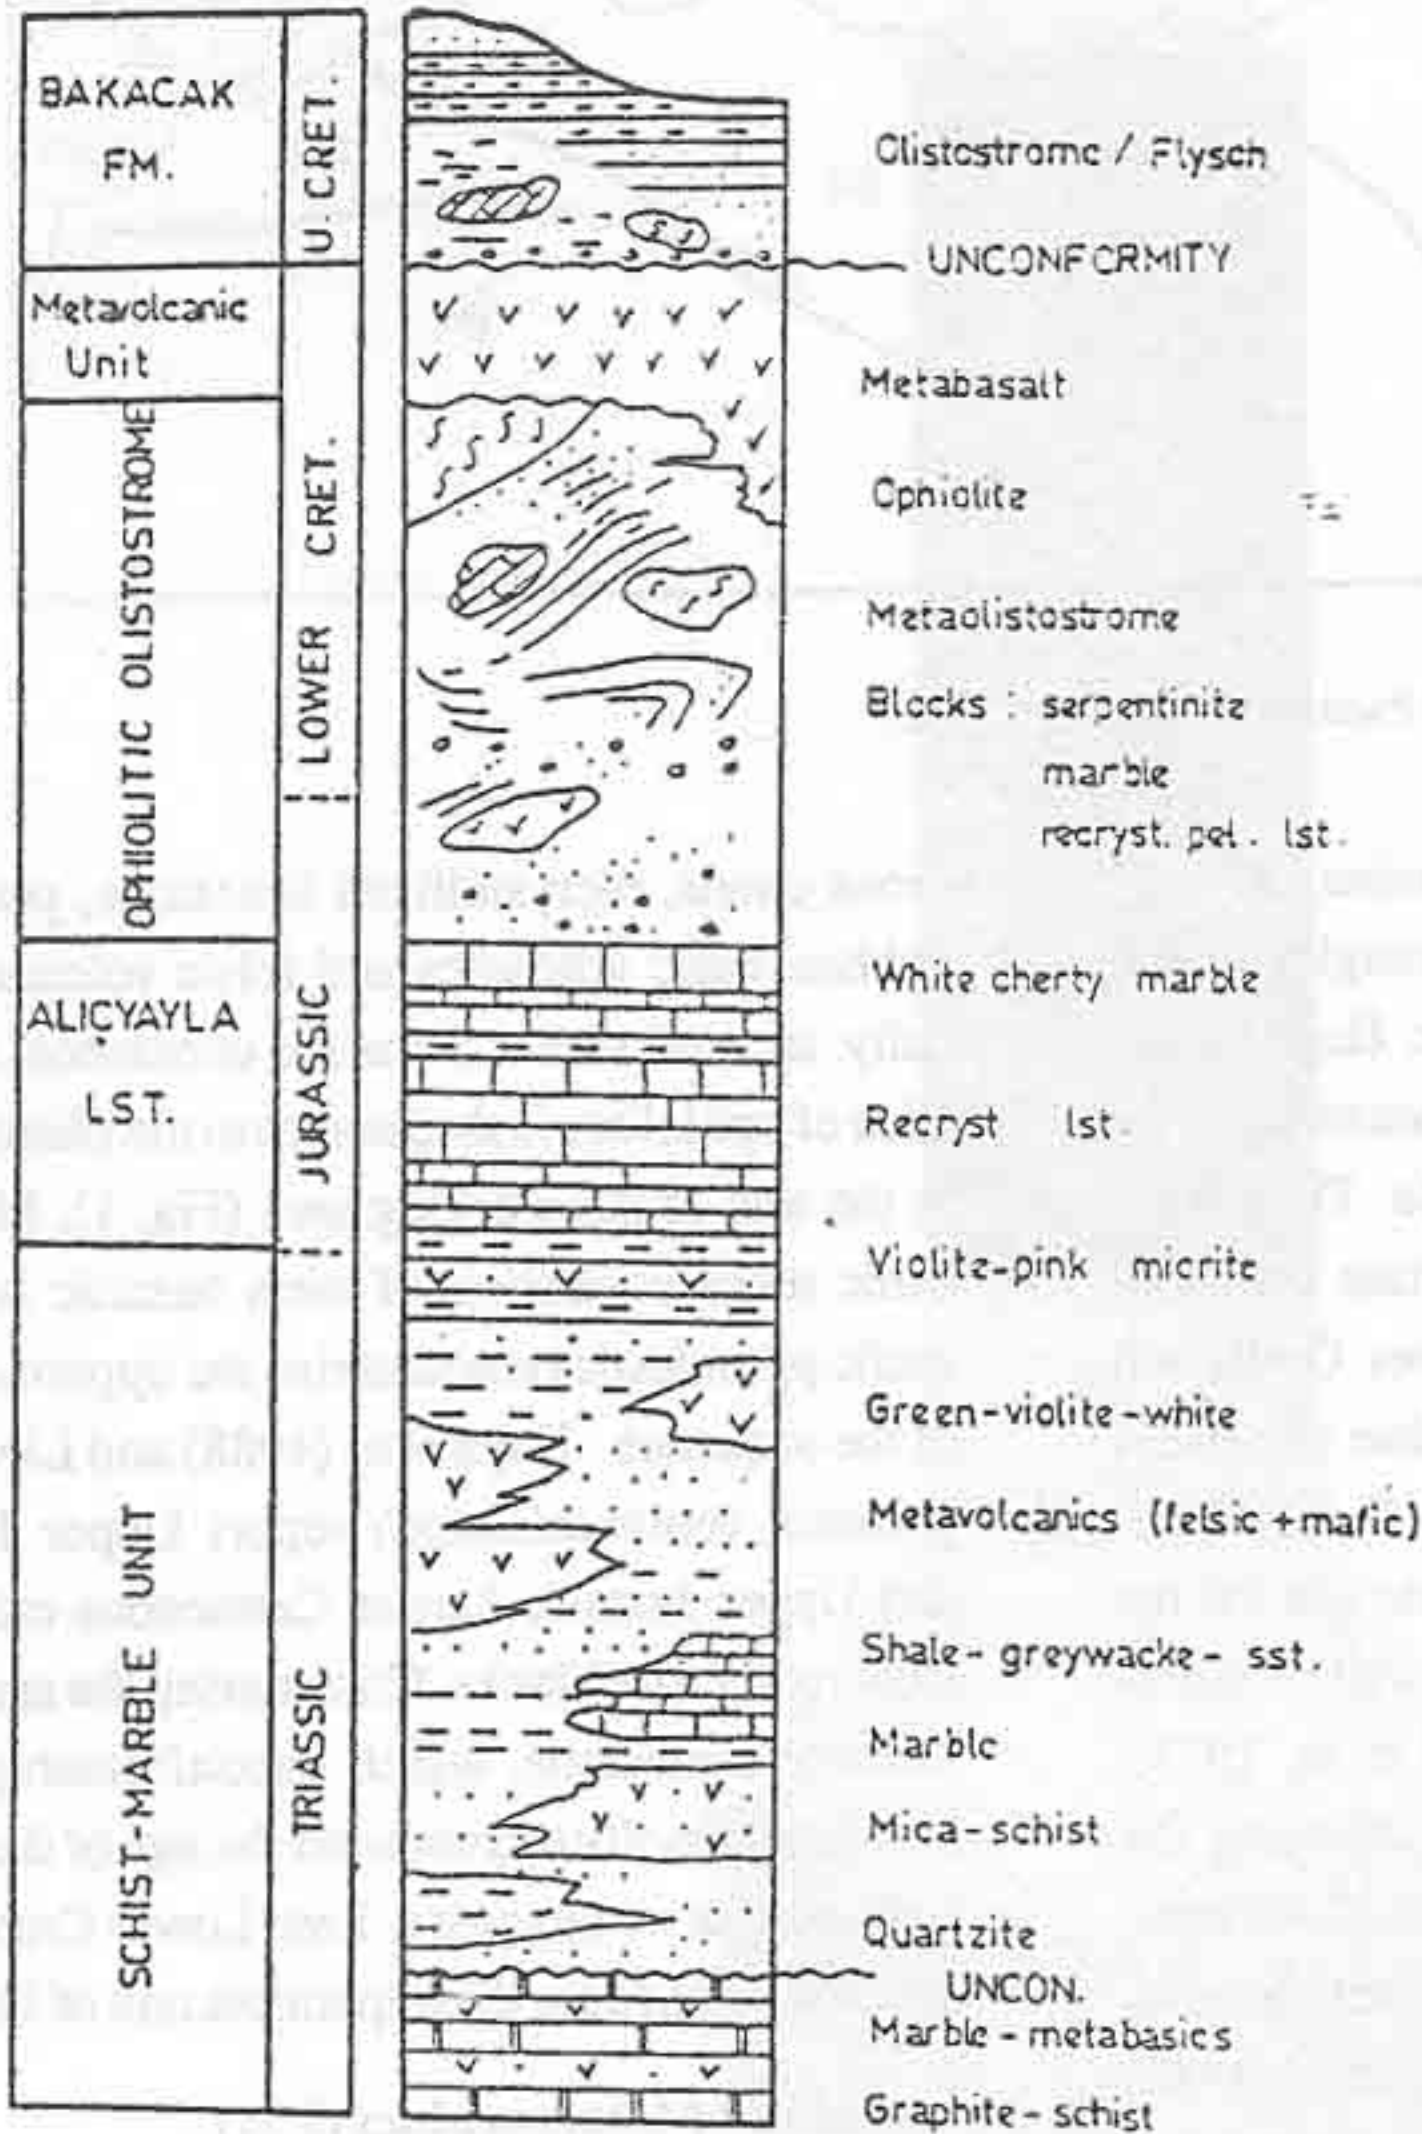 BAKACAK
FM.
U. CRET.
Metavolcanic
Unit
OPHIOLITIC OLISTOSTROME
LOWER CRET.
ALIÇYAYLA
LST.
JURASSIC
SCHIST-MARBLE UNIT
TRIASSIC
Olistostrome / Flysch
UNCONFORMITY
Metabasalt
Ophiolite
Metaolistostrome
Blocks : serpentinite
marble
recryst. pel. lst.
White cherty marble
Recryst lst.
Violite-pink micrite
Green-violite-white
Metavolcanics (felsic + mafic)
Shale - greywacke - sst.
Marble
Mica-schist
Quartzite
UNCON.
Marble - metabasics
Graphite - schist